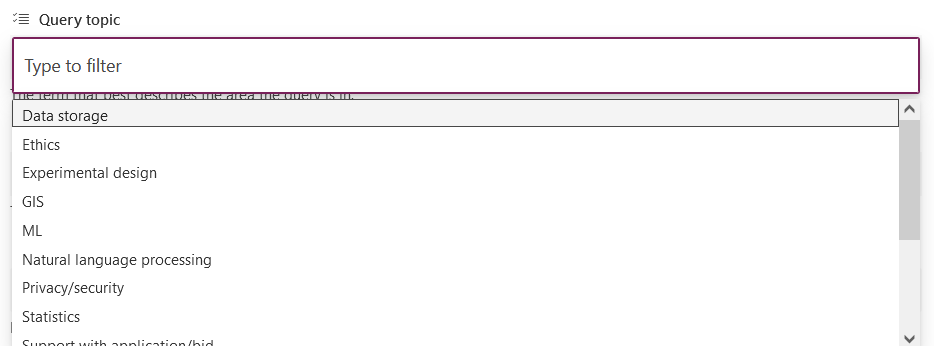 Query topic
Type to filter
The term that best describes the area the query is in.
Data storage
Ethics
Experimental design
GIS
ML
Natural language processing
Privacy/security
Statistics
Support with application/bid